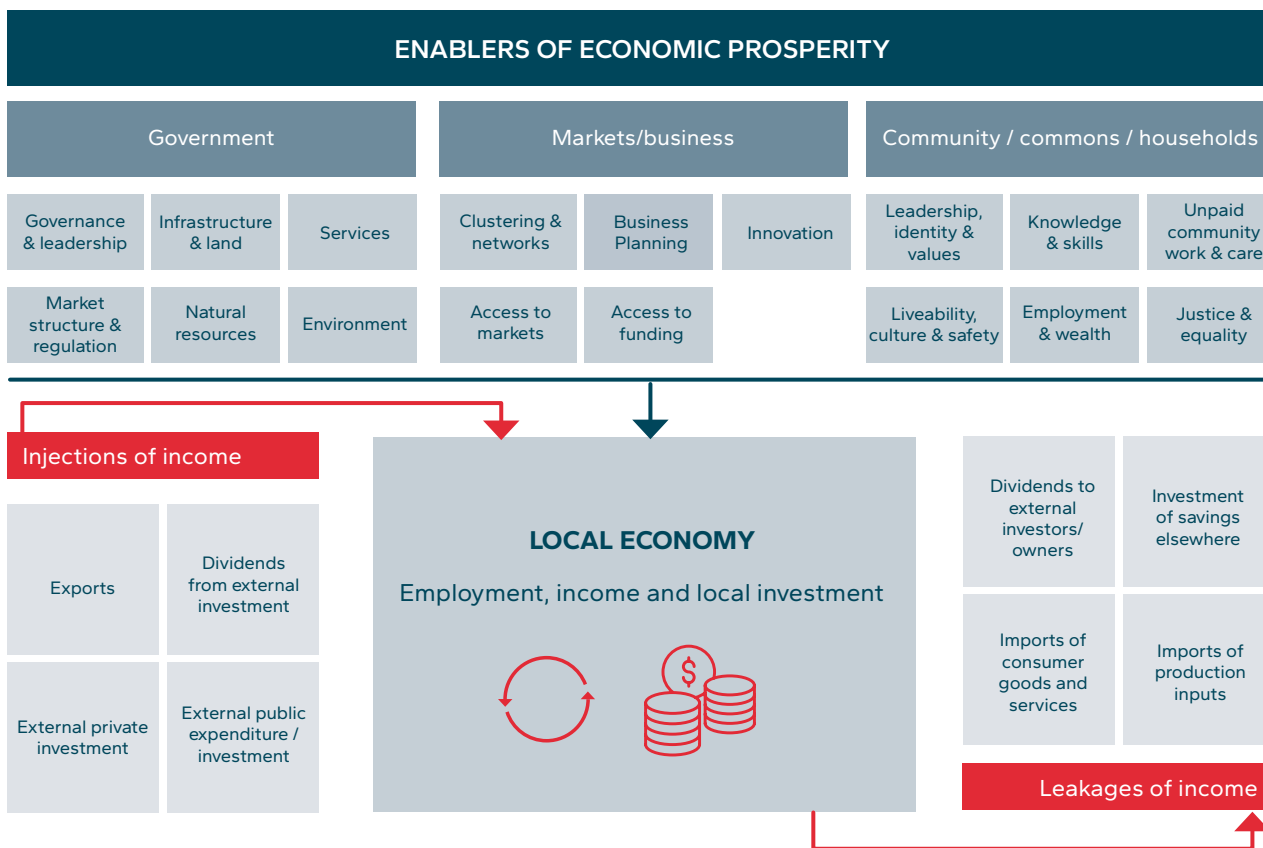 ENABLERS OF ECONOMIC PROSPERITY
Government
Governance
& leadership
Infrastructure
& land
Services
Market
structure &
regulation
Natural
resources
Environment
Markets/business
Clustering &
networks
Business
Planning
Innovation
Access to
markets
Access to
funding
Community / commons / households
Leadership,
identity &
values
Knowledge
& skills
Unpaid
community
work & care
Liveability,
culture & safety
Employment
& wealth
Justice &
equality
Injections of income
Exports
Dividends
from external
investment
External private
investment
External public
expenditure /
investment
LOCAL ECONOMY
Employment, income and local investment
$
Dividends to
external
investors/
owners
Investment
of savings
elsewhere
Imports of
consumer
goods and
services
Imports of
production
inputs
Leakages of income